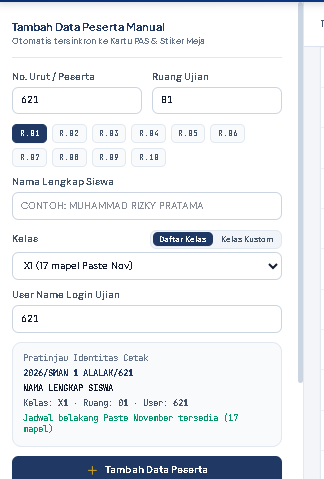 Tambah Data Peserta Manual
Otomatis tersinkron ke Kartu PAS & Stiker Meja
No. Urut / Peserta
Ruang Ujian
621
01
R.01
R.02
R.03
R.04
R.05
R.06
R.07
R.08
R.09
R.10
Nama Lengkap Siswa
CONTOH: MUHAMMAD RIZKY PRATAMA
Kelas
Daftar Kelas
Kelas Kustom
X1 (17 mapel Paste Nov)
User Name Login Ujian
621
Pratinjau Identitas Cetak
2026/SMAN 1 ALALAK/621
NAMA LENGKAP SISWA
Kelas: X1 · Ruang: 01 · User: 621
Jadwal belakang Paste November tersedia (17
mapel)
+ Tambah Data Peserta